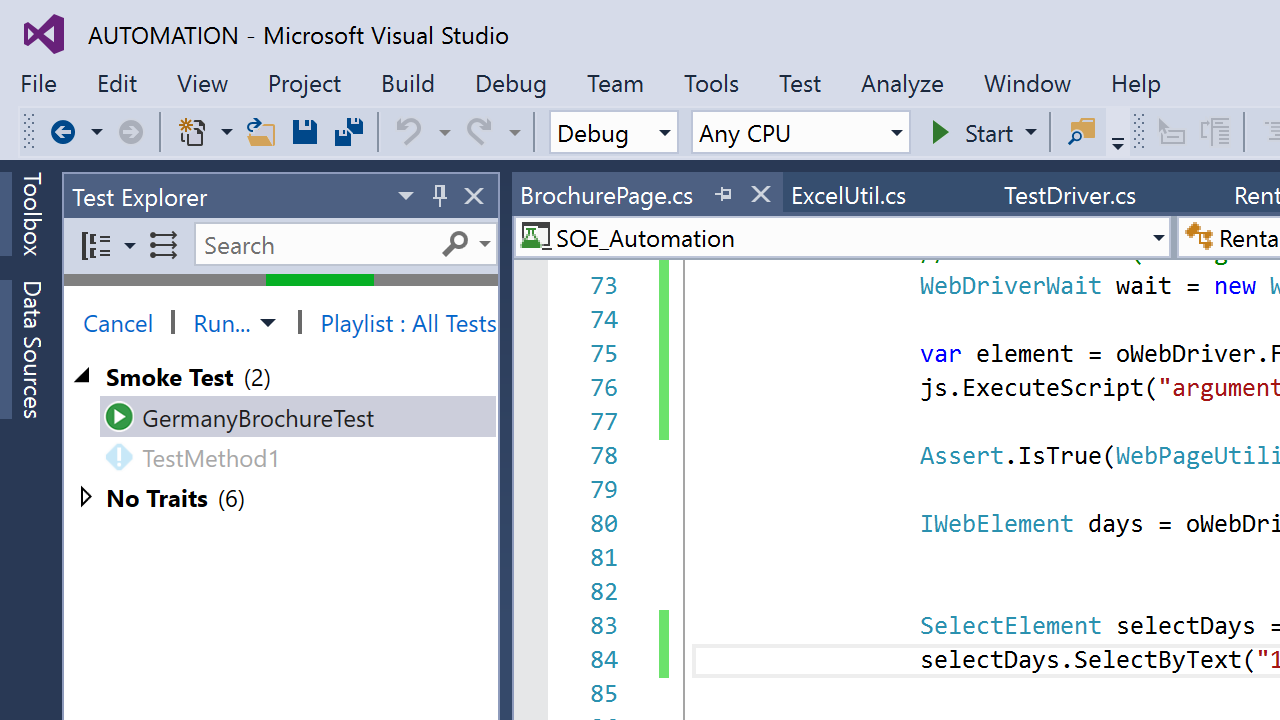 AUTOMATION - Microsoft Visual Studio
File Edit View Project Build Debug Team Tools Test Analyze Window Help
Debug Any CPU Start
Toolbox
Data Sources
Test Explorer
Search
Cancel | Run... | Playlist : All Tests
Smoke Test (2)
GermanyBrochureTest
TestMethod1
No Traits (6)
BrochurePage.cs ExcelUtil.cs TestDriver.cs Rent
SOE_Automation Renta
73 WebDriverWait wait = new W
74
75 var element = oWebDriver.F
76 js.ExecuteScript("argument
77
78 Assert.IsTrue(WebPageUtili
79
80 IWebElement days = oWebDri
81
82
83 SelectElement selectDays =
84 selectDays.SelectByText("1
85